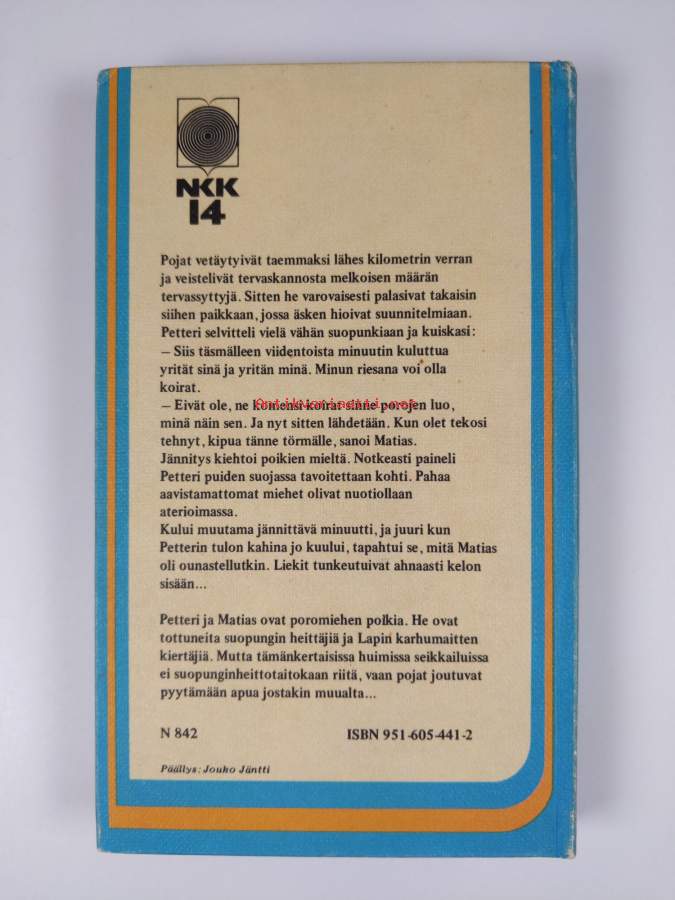 NKK
14
Pojat vetäytyivät taemmaksi lähes kilometrin verran
ja veistelivät tervaskannosta melkoisen määrän
tervassyttyjä. Sitten he varovaisesti palasivat takaisin
siihen paikkaan, jossa äsken hioivat suunnitelmiaan.
Petteri selvitteli vielä vähän suopunkiaan ja kuiskasi:
— Siis täsmälleen viidentoista minuutin kuluttua
yrität sinä ja yritän minä. Minun riesana voi olla
koirat.
Antikvariaatti.net
— Eivät ole, ne komensi koirat sinne porojen luo,
minä näin sen. Ja nyt sitten lähdetään. Kun olet tekosi
tehnyt, kipua tänne törmälle, sanoi Matias.
Jännitys kiehtoi poikien mieltä. Notkeasti paineli
Petteri puiden suojassa tavoitettaan kohti. Pahaa
aavistamattomat miehet olivat nuotiollaan
aterioimassa.
Kului muutama jännittävä minuutti, ja juuri kun
Petterin tulon kahina jo kuului, tapahtui se, mitä Matias
oli ounastellutkin. Liekit tunkeutuivat ahnaasti kelon
sisään...
Petteri ja Matias ovat poromiehen poikia. He ovat
tottuneita suopungin heittäjiä ja Lapin karhumaitten
kiertäjiä. Mutta tämänkertaisissa huimissa seikkailuissa
ei suopunginheittotaitokaan riitä, vaan pojat joutuvat
pyytämään apua jostakin muualta...
N 842 ISBN 951-605-441-2
Päällys: Jouko Jäntti